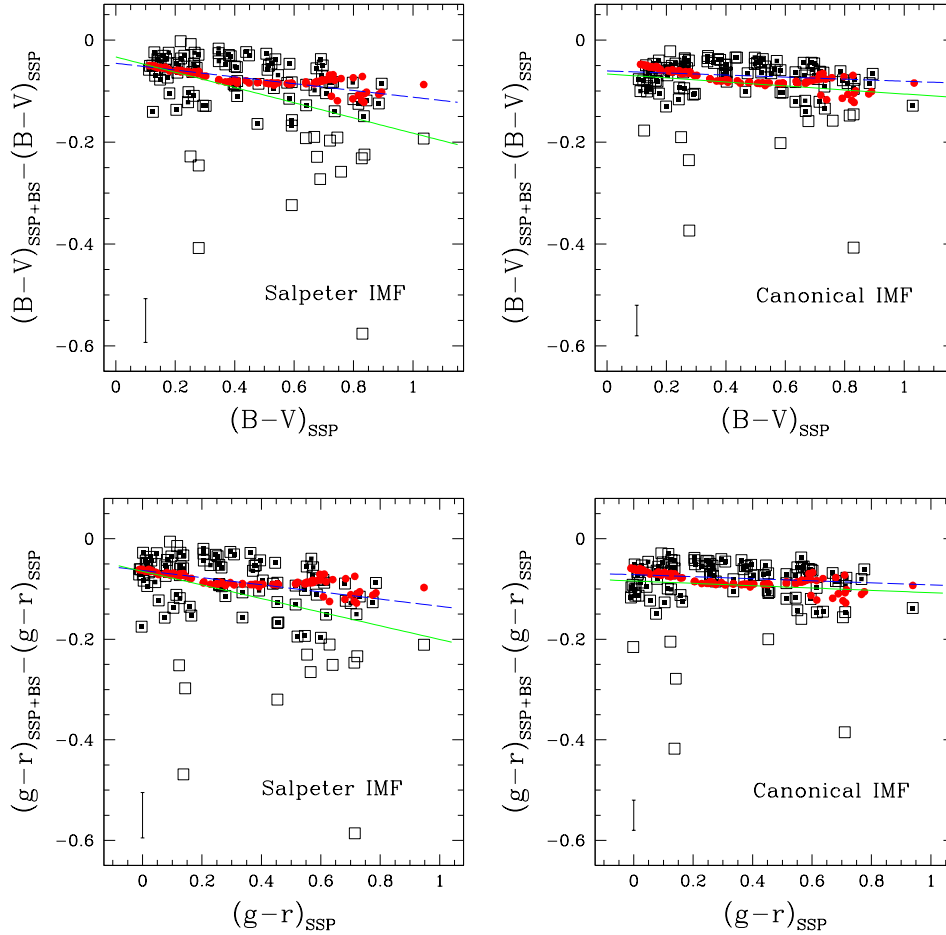 0
−0.2
−0.4
−0.6
(B−V)SSP+BS−(B−V)SSP
Salpeter IMF
0 0.2 0.4 0.6 0.8 1
(B−V)SSP
0
−0.2
−0.4
−0.6
(B−V)SSP+BS−(B−V)SSP
Canonical IMF
0 0.2 0.4 0.6 0.8 1
(B−V)SSP
0
−0.2
−0.4
−0.6
(g−r)SSP+BS−(g−r)SSP
Salpeter IMF
0 0.2 0.4 0.6 0.8 1
(g−r)SSP
0
−0.2
−0.4
−0.6
(g−r)SSP+BS−(g−r)SSP
Canonical IMF
0 0.2 0.4 0.6 0.8 1
(g−r)SSP